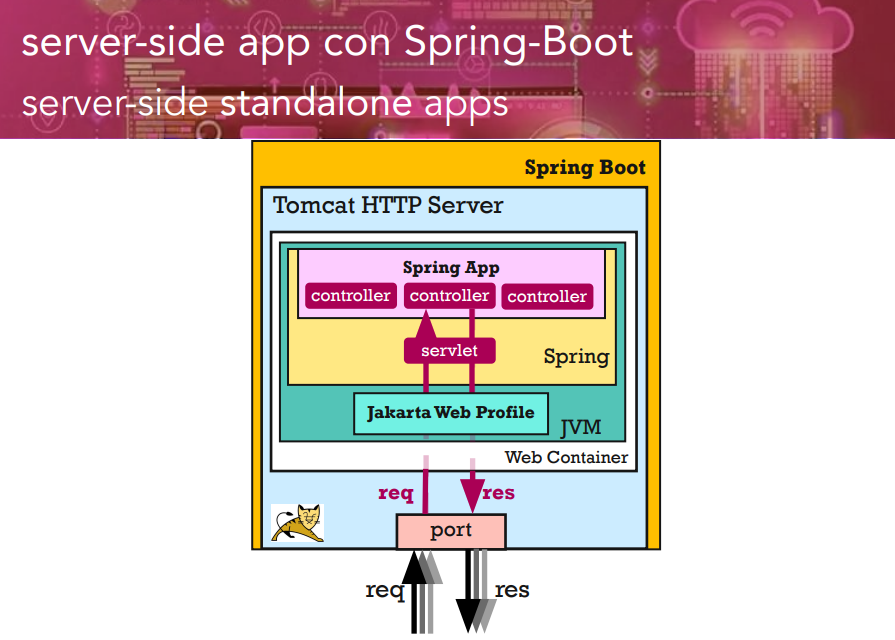 server-side app con Spring-Boot
server-side standalone apps
Spring Boot
Tomcat HTTP Server
Spring App
controller controller controller
servlet
Spring
Jakarta Web Profile
JVM
Web Container
req res
port
req res